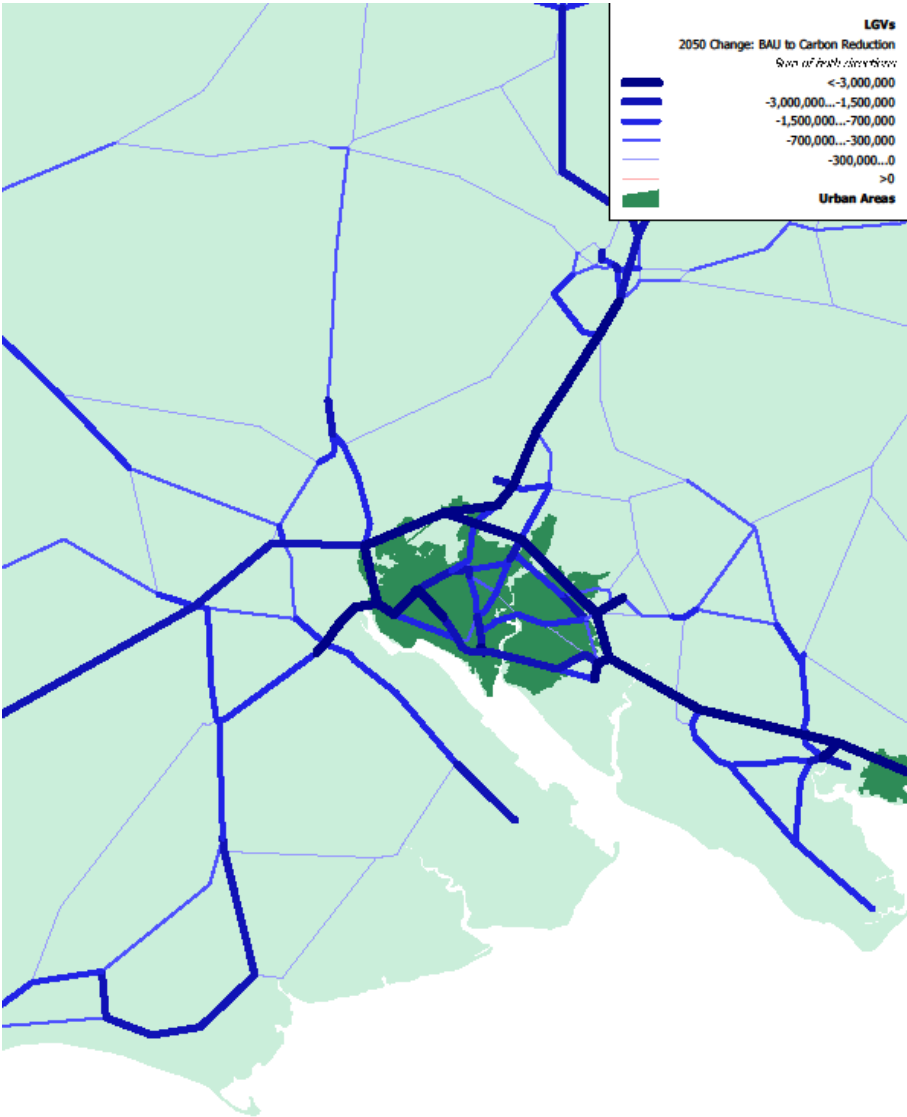 LGVs
2050 Change: BAU to Carbon Reduction
Sum of both directions
<-3,000,000
-3,000,000...-1,500,000
-1,500,000...-700,000
-700,000...-300,000
-300,000...0
>0
Urban Areas